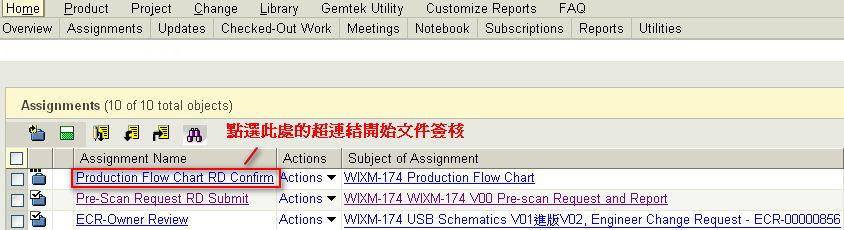 Home Product Project Change Library Gemtek Utility Customize Reports FAQ
Overview Assignments Updates Checked-Out Work Meetings Notebook Subscriptions Reports Utilities
Assignments (10 of 10 total objects)
點選此處的超連結開始文件簽核
Assignment Name Actions Subject of Assignment
Production Flow Chart RD Confirm Actions WIXM-174 Production Flow Chart
Pre-Scan Request RD Submit Actions WIXM-174 WIXM-174 V00 Pre-scan Request and Report
ECR-Owner Review Actions WIXM-174 USB Schematics V01進版V02, Engineer Change Request - ECR-00000856